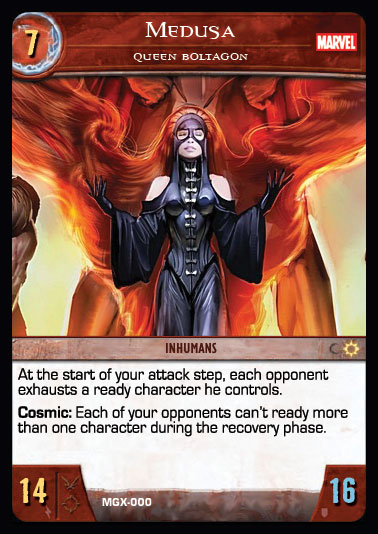 7
Medusa
Queen Boltagon
MARVEL
INHUMANS
At the start of your attack step, each opponent
exhausts a ready character he controls.
Cosmic: Each of your opponents can't ready more
than one character during the recovery phase.
14
MGX-000
16